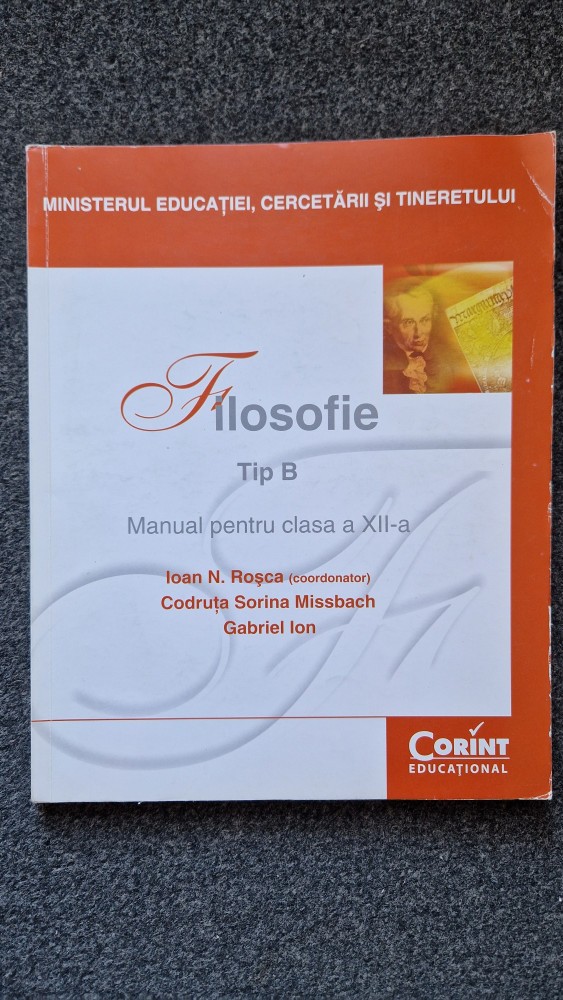 MINISTERUL EDUCAȚIEI, CERCETĂRII ȘI TINERETULUI
Filosofie
Tip B
Manual pentru clasa a XII-a
Ioan N. Roșca (coordonator)
Codruța Sorina Missbach
Gabriel Ion
CORINT
EDUCAȚIONAL